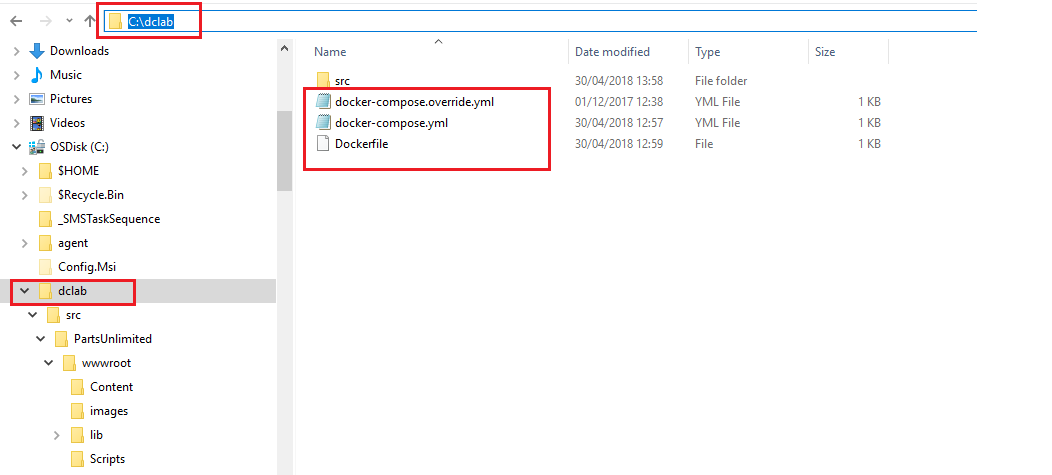 C:\dclab
Downloads
Music
Pictures
Videos
OSDisk (C:)
$HOME
$Recycle.Bin
_SMSTaskSequence
agent
Config.Msi
dclab
src
PartsUnlimited
wwwroot
Content
images
lib
Scripts
Name Date modified Type Size
src 30/04/2018 13:58 File folder
docker-compose.override.yml 01/12/2017 12:38 YML File 1 KB
docker-compose.yml 30/04/2018 12:57 YML File 1 KB
Dockerfile 30/04/2018 12:59 File 1 KB